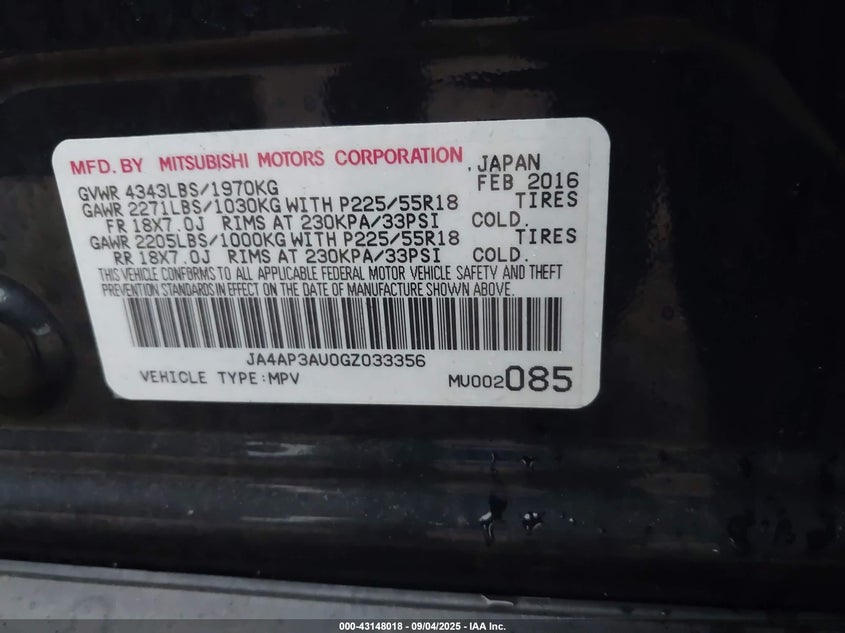 MFD. BY MITSUBISHI MOTORS CORPORATION, JAPAN
GVWR 4343LBS/1970KG FEB 2016
GAWR 2271LBS/1030KG WITH P225/55R18 TIRES
FR 18X7.0J RIMS AT 230KPA/33PSI COLD.
GAWR 2205LBS/1000KG WITH P225/55R18 TIRES
RR 18X7.0J RIMS AT 230KPA/33PSI COLD.
THIS VEHICLE CONFORMS TO ALL APPLICABLE FEDERAL MOTOR VEHICLE SAFETY AND THEFT
PREVENTION STANDARDS IN EFFECT ON THE DATE OF MANUFACTURE SHOWN ABOVE.
JA4AP3AU0GZ033356
VEHICLE TYPE:MPV MU002085
000-43148018 - 09/04/2025 - IAA Inc.